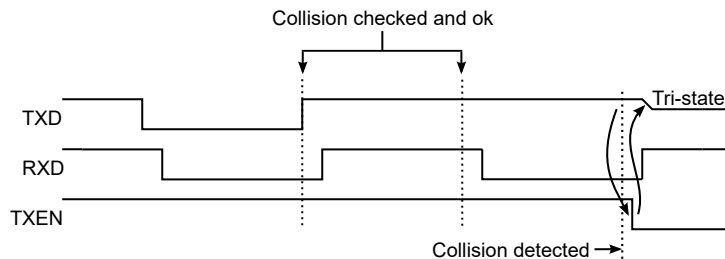 Collision checked and ok
Tri-state
TXD
RXD
TXEN
Collision detected